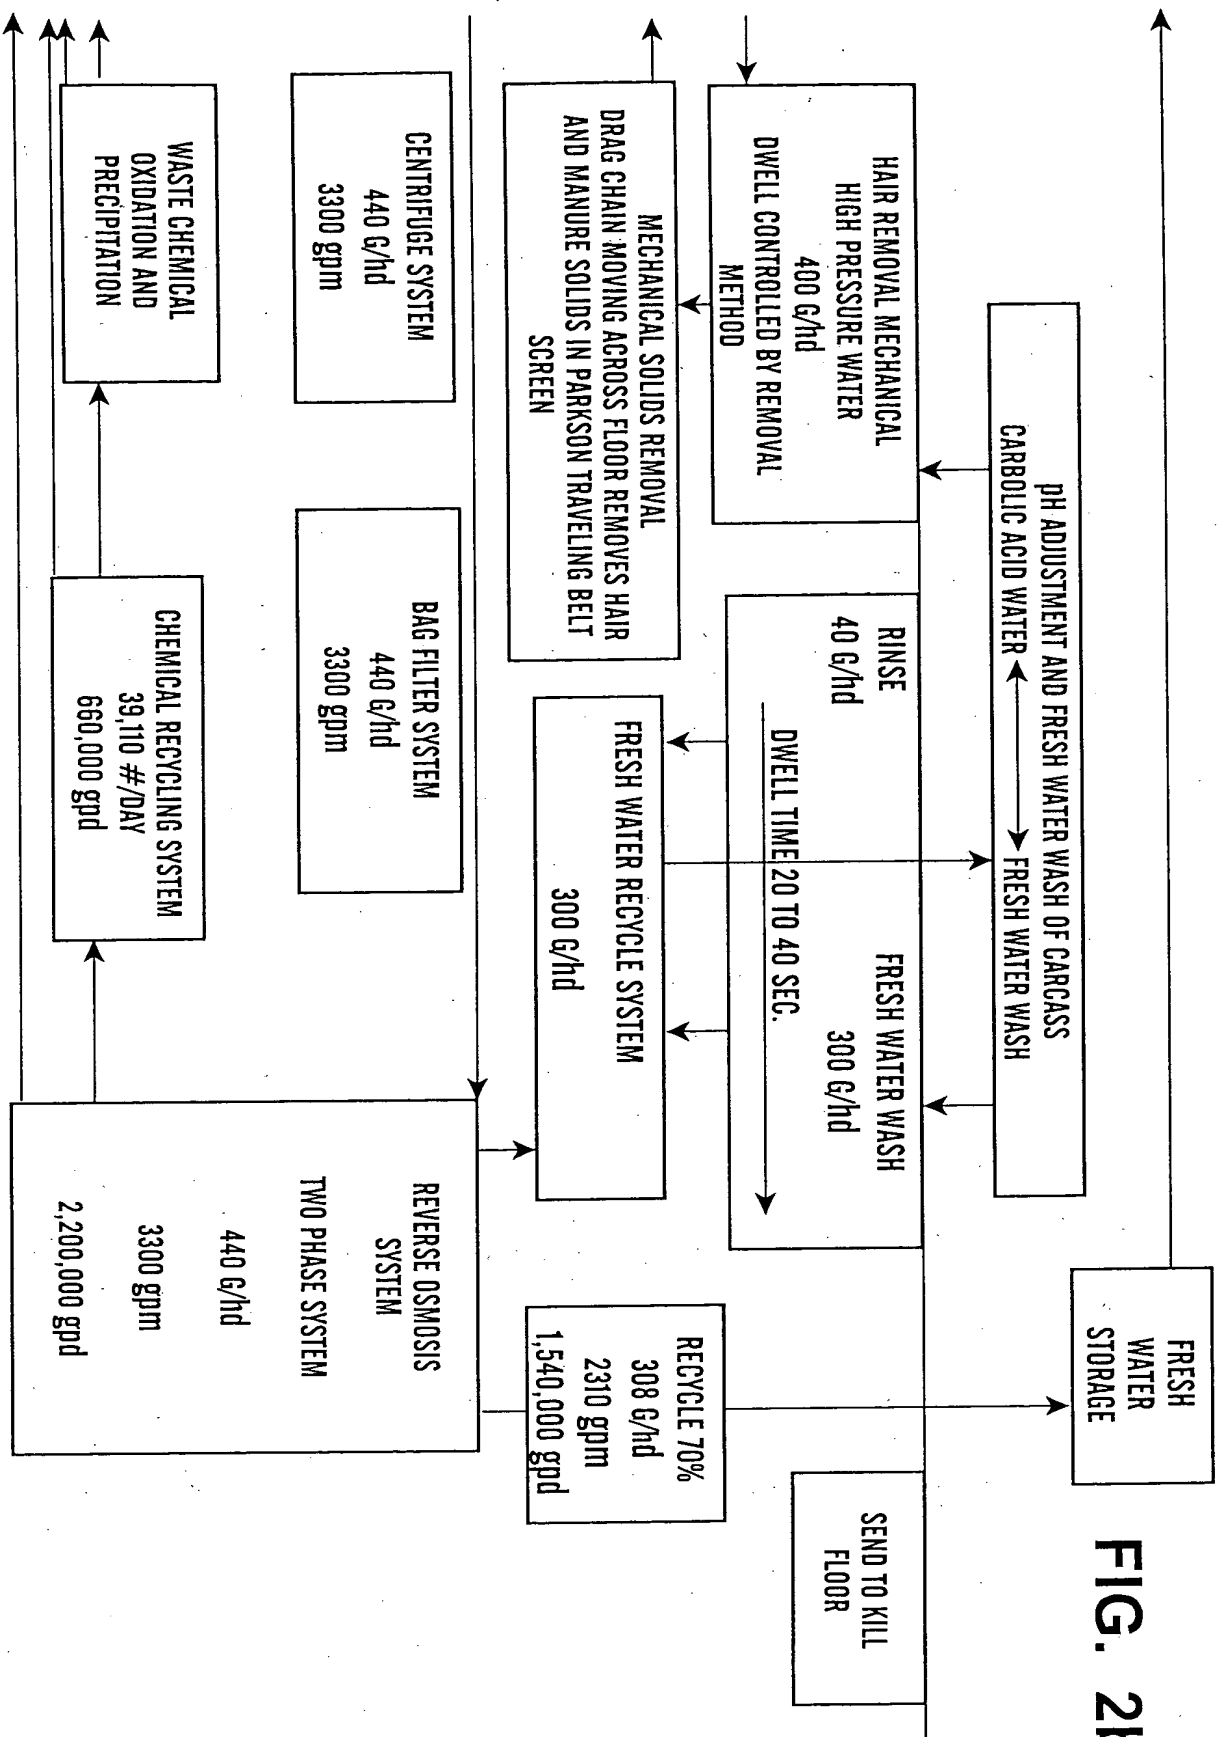 FRESH
WATER
STORAGE
FIG. 2
pH ADJUSTMENT AND FRESH WATER WASH OF CARCASS
CARBOLIC ACID WATER
FRESH WATER WASH
HAIR REMOVAL MECHANICAL
HIGH PRESSURE WATER
400 G/hd
DWELL CONTROLLED BY REMOVAL
METHOD
RINSE
40 G/hd
FRESH WATER WASH
300 G/hd
DWELL TIME 20 TO 40 SEC.
SEND TO KILL
FLOOR
MECHANICAL SOLIDS REMOVAL
DRAG CHAIN MOVING ACROSS FLOOR REMOVES HAIR
AND MANURE SOLIDS IN PARKSON TRAVELING BELT
SCREEN
FRESH WATER RECYCLE SYSTEM
300 G/hd
RECYCLE 70%
308 G/hd
2310 gpm
1,540,000 gpd
CENTRIFUGE SYSTEM
440 G/hd
3300 gpm
BAG FILTER SYSTEM
440 G/hd
3300 gpm
REVERSE OSMOSIS
SYSTEM
TWO PHASE SYSTEM
440 G/hd
3300 gpm
2,200,000 gpd
WASTE CHEMICAL
OXIDATION AND
PRECIPITATION
CHEMICAL RECYCLING SYSTEM
39,110 #/DAY
660,000 gpd